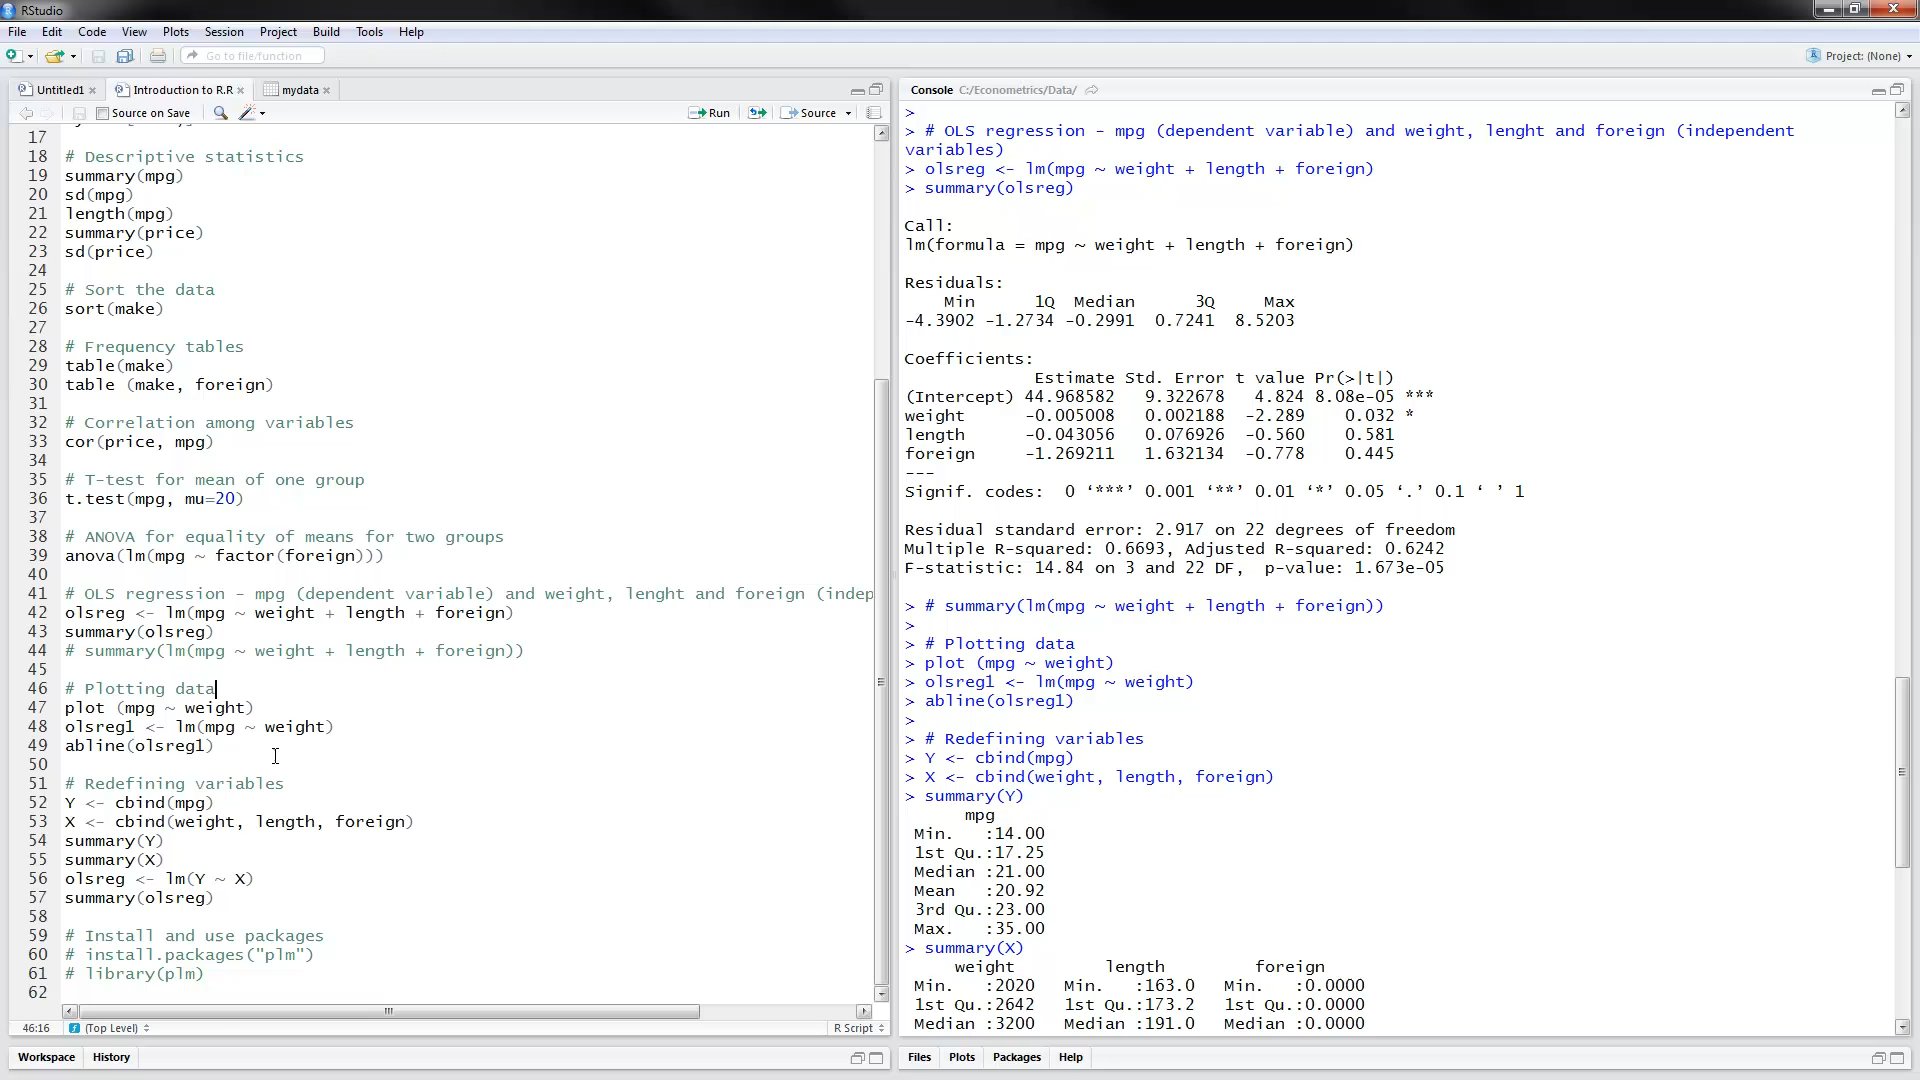 RStudio
File Edit Code View Plots Session Project Build Tools Help
Go to file/function
Project: (None)
Untitled1
Introduction to R.R
mydata
Source on Save
Run
Source
17
18 # Descriptive statistics
19 summary(mpg)
20 sd(mpg)
21 length(mpg)
22 summary(price)
23 sd(price)
24
25 # Sort the data
26 sort(make)
27
28 # Frequency tables
29 table(make)
30 table (make, foreign)
31
32 # Correlation among variables
33 cor(price, mpg)
34
35 # T-test for mean of one group
36 t.test(mpg, mu=20)
37
38 # ANOVA for equality of means for two groups
39 anova(lm(mpg ~ factor(foreign)))
40
41 # OLS regression - mpg (dependent variable) and weight, lenght and foreign (indep
42 olsreg <- lm(mpg ~ weight + length + foreign)
43 summary(olsreg)
44 # summary(lm(mpg ~ weight + length + foreign))
45
46 # Plotting data
47 plot (mpg ~ weight)
48 olsreg1 <- lm(mpg ~ weight)
49 abline(olsreg1)
50
51 # Redefining variables
52 Y <- cbind(mpg)
53 X <- cbind(weight, length, foreign)
54 summary(Y)
55 summary(X)
56 olsreg <- lm(Y ~ X)
57 summary(olsreg)
58
59 # Install and use packages
60 # install.packages("plm")
61 # library(plm)
62
46:16 (Top Level) R Script
Workspace History
Console C:/Econometrics/Data/
>
> # OLS regression - mpg (dependent variable) and weight, lenght and foreign (independent
variables)
> olsreg <- lm(mpg ~ weight + length + foreign)
> summary(olsreg)
Call:
lm(formula = mpg ~ weight + length + foreign)
Residuals:
Min 1Q Median 3Q Max
-4.3902 -1.2734 -0.2991 0.7241 8.5203
Coefficients:
Estimate Std. Error t value Pr(>|t|)
(Intercept) 44.968582 9.322678 4.824 8.08e-05 ***
weight -0.005008 0.002188 -2.289 0.032 *
length -0.043056 0.076926 -0.560 0.581
foreign -1.269211 1.632134 -0.778 0.445
---
Signif. codes: 0 ‘***’ 0.001 ‘**’ 0.01 ‘*’ 0.05 ‘.’ 0.1 ‘ ’ 1
Residual standard error: 2.917 on 22 degrees of freedom
Multiple R-squared: 0.6693, Adjusted R-squared: 0.6242
F-statistic: 14.84 on 3 and 22 DF, p-value: 1.673e-05
> # summary(lm(mpg ~ weight + length + foreign))
>
> # Plotting data
> plot (mpg ~ weight)
> olsreg1 <- lm(mpg ~ weight)
> abline(olsreg1)
>
> # Redefining variables
> Y <- cbind(mpg)
> X <- cbind(weight, length, foreign)
> summary(Y)
mpg
Min. :14.00
1st Qu.:17.25
Median :21.00
Mean :20.92
3rd Qu.:23.00
Max. :35.00
> summary(X)
weight length foreign
Min. :2020 Min. :163.0 Min. :0.0000
1st Qu.:2642 1st Qu.:173.2 1st Qu.:0.0000
Median :3200 Median :191.0 Median :0.0000
Files Plots Packages Help